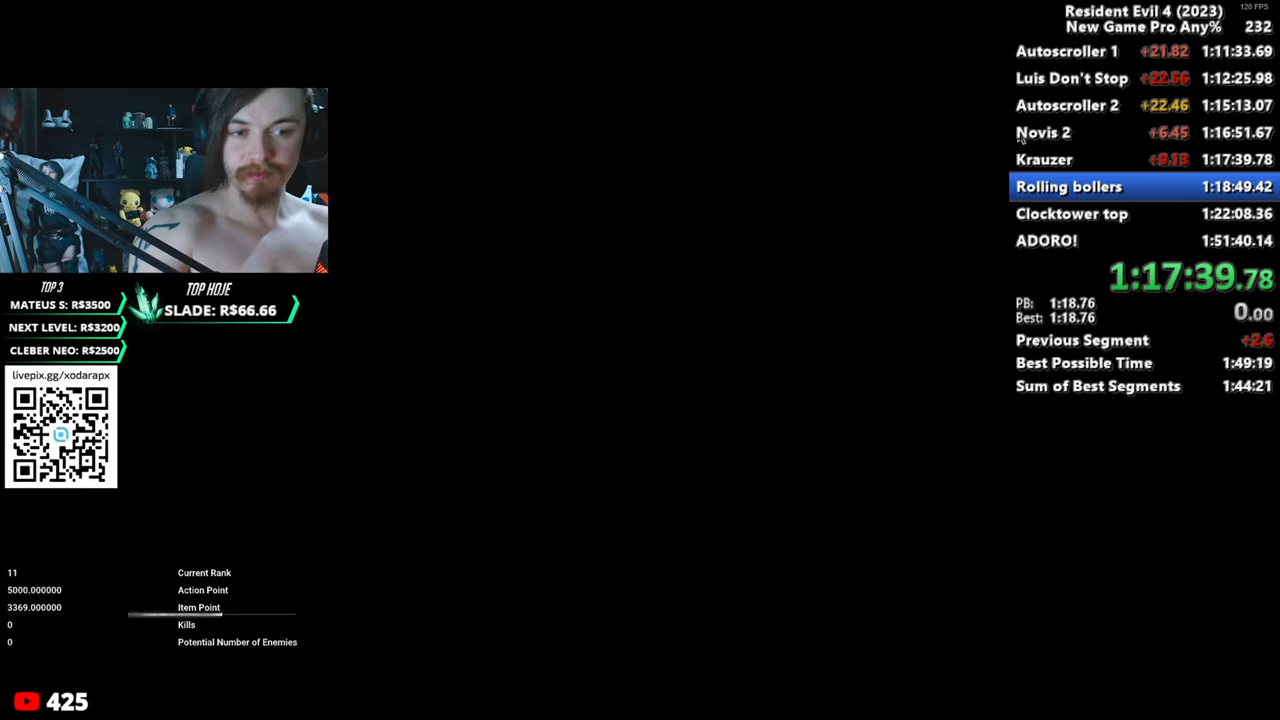 120 FPS
Resident Evil 4 (2023)
New Game Pro Any% 232
Autoscroller 1 +21.82 1:11:33.69
Luis Don't Stop +22.56 1:12:25.98
Autoscroller 2 +22.46 1:15:13.07
Novis 2 +6.45 1:16:51.67
Krauzer +9.13 1:17:39.78
Rolling bollers 1:18:49.42
Clocktower top 1:22:08.36
ADORO! 1:51:40.14
1:17:39.78
PB: 1:18.76
Best: 1:18.76
0.00
Previous Segment +2.6
Best Possible Time 1:49:19
Sum of Best Segments 1:44:21
TOP 3
MATEUS S: R$3500
NEXT LEVEL: R$3200
CLEBER NEO: R$2500
TOP HOJE
SLADE: R$66.66
livepix.gg/xodarapx
11 Current Rank
5000.000000 Action Point
3369.000000 Item Point
0 Kills
0 Potential Number of Enemies
425